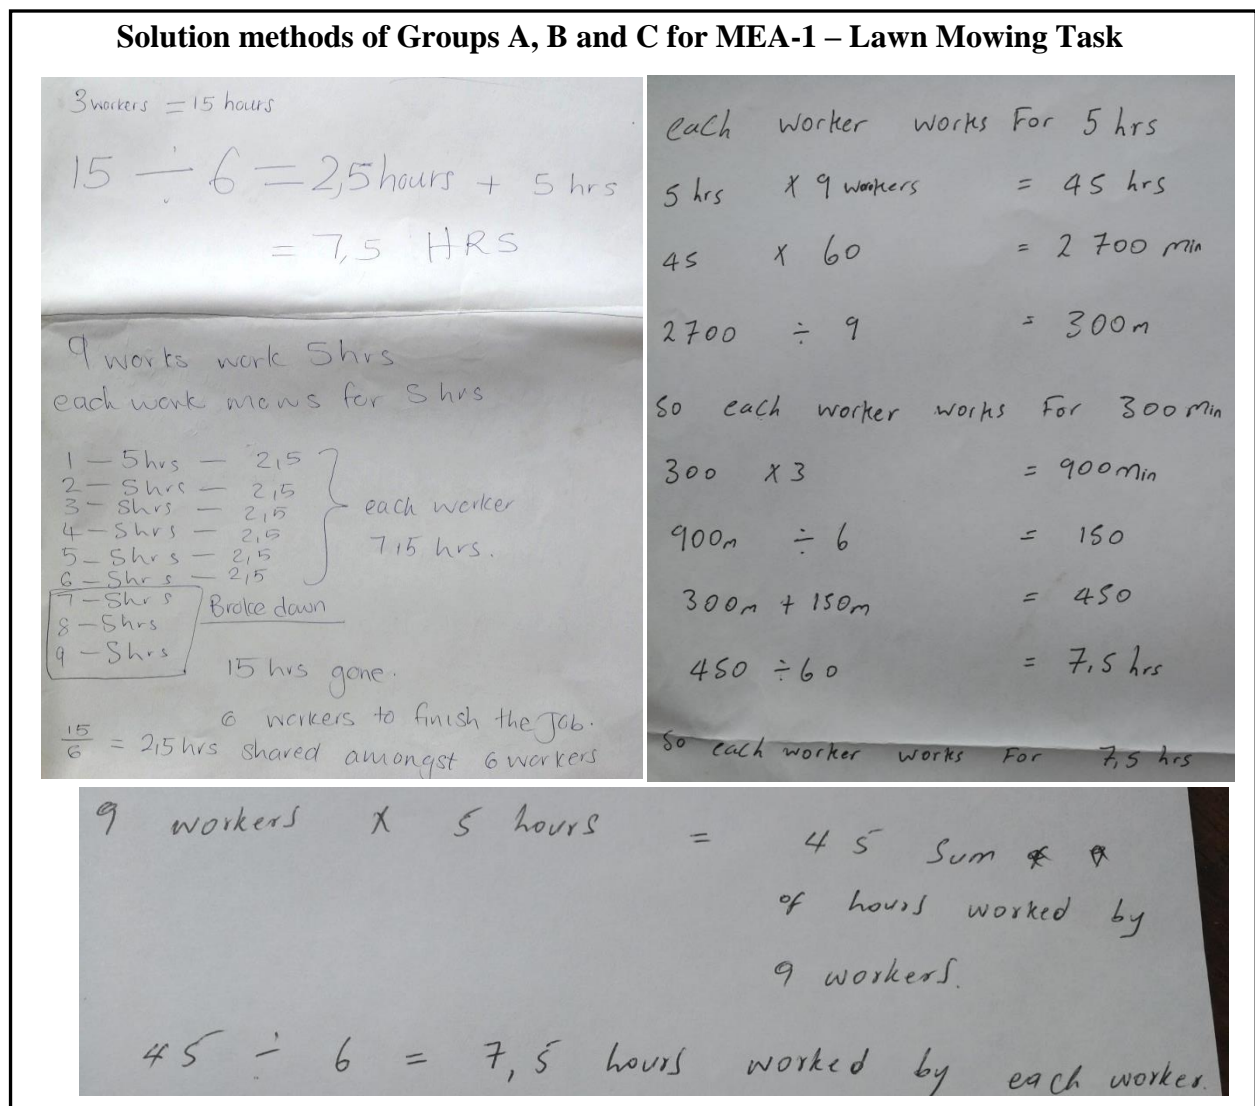 Solution methods of Groups A, B and C for MEA-1 – Lawn Mowing Task
3 workers = 15 hours
15 ÷ 6 = 2,5 hours + 5 hrs
= 7,5 HRS
9 works work 5hrs
each work mows for 5 hrs
1 – 5hrs – 2,5
2 – 5hrs – 2,5
3 – 5hrs – 2,5
4 – 5hrs – 2,5
5 – 5hrs – 2,5
6 – 5hrs – 2,5
each worker
7,5 hrs.
7 – 5hrs
8 – 5hrs
9 – 5hrs
Broke down
15 hrs gone.
6 workers to finish the job.
15/6 = 2,5 hrs shared amongst 6 workers
each worker works For 5 hrs
5 hrs x 9 workers = 45 hrs
45 x 60 = 2 700 min
2700 ÷ 9 = 300m
So each worker works For 300 min
300 x 3 = 900min
900m ÷ 6 = 150
300m + 150m = 450
450 ÷ 60 = 7,5 hrs
So each worker works For 7,5 hrs
9 workers x 5 hours = 45 Sum
of hours worked by
9 workers.
45 ÷ 6 = 7,5 hours worked by each worker.